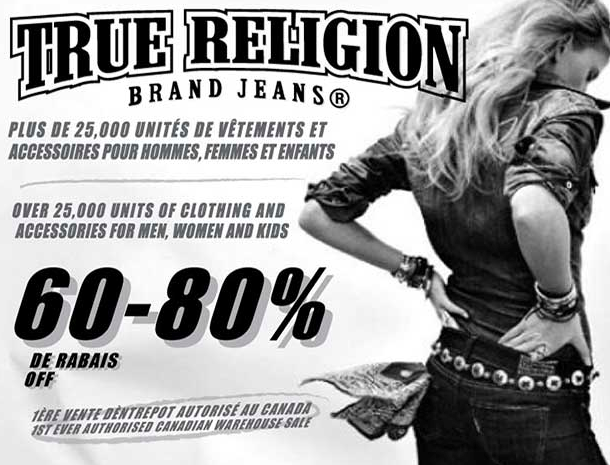 TRUE RELIGION
BRAND JEANS®
PLUS DE 25,000 UNITÉS DE VÊTEMENTS ET
ACCESSOIRES POUR HOMMES, FEMMES ET ENFANTS
OVER 25,000 UNITS OF CLOTHING AND
ACCESSORIES FOR MEN, WOMEN AND KIDS
60-80%
DE RABAIS
OFF
1ÈRE VENTE DÉNTREPOT AUTORISÉ AU CANADA
1ST EVER AUTHORISED CANADIAN WAREHOUSE SALE